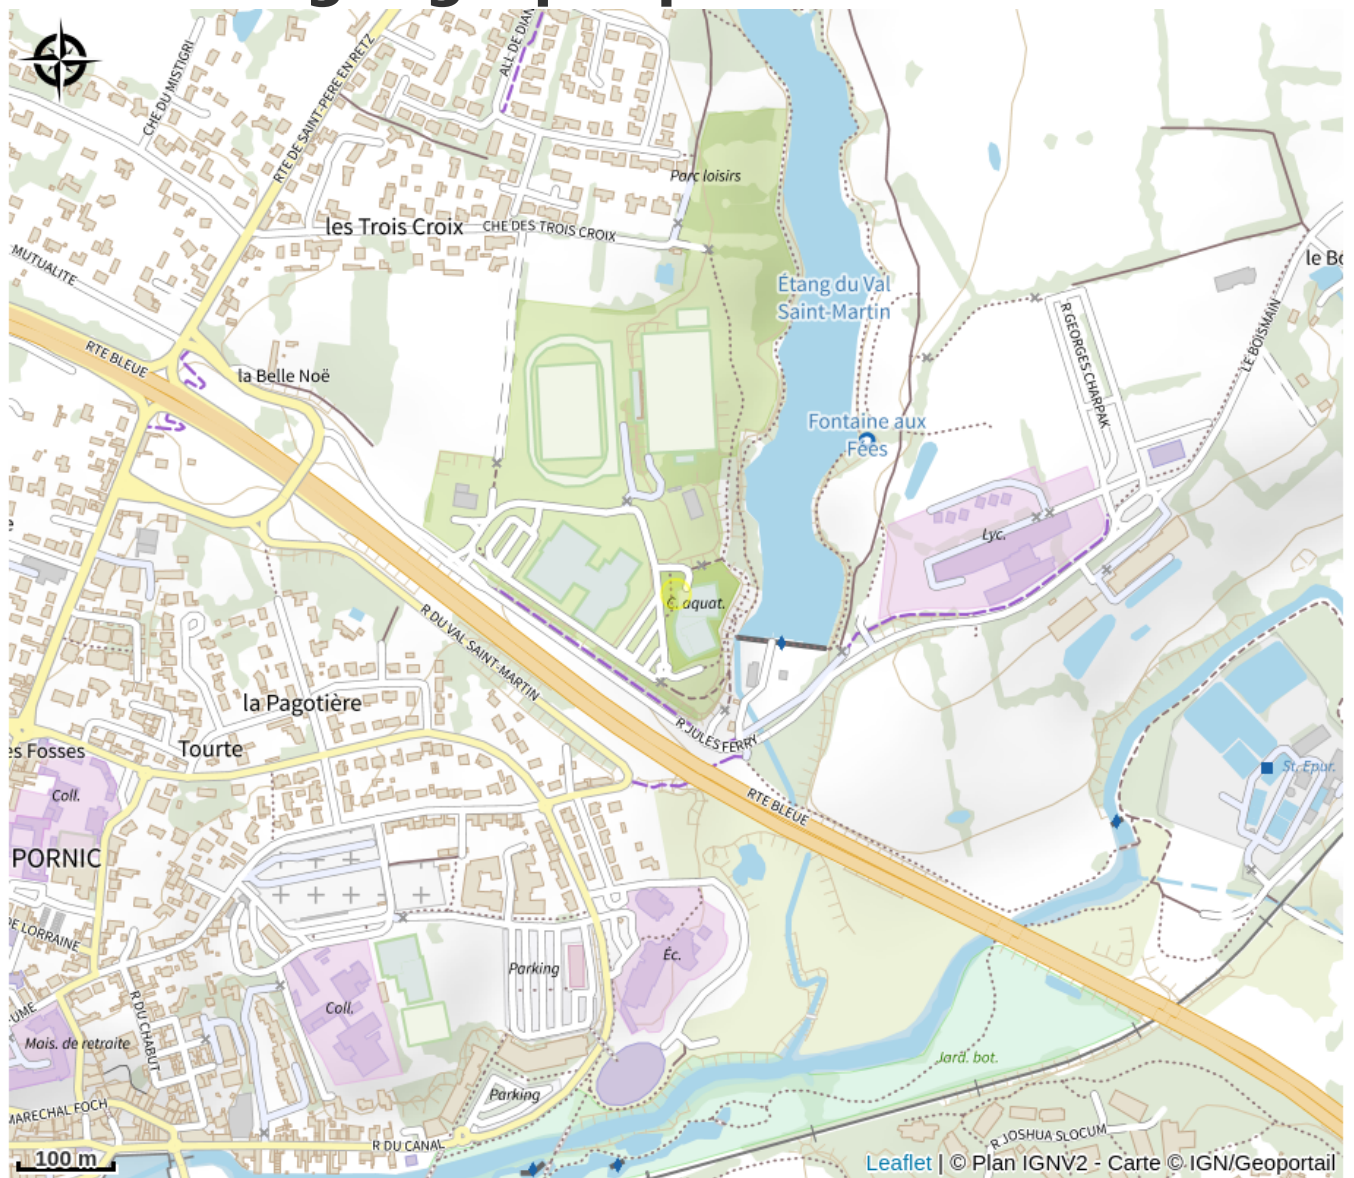 ALL DE DIAN
CHE DU MISTIGRI
RTE DE SAINT-PERE EN RETZ
Parc loisirs
les Trois Croix
CHE DES TROIS CROIX
MUTUALITE
le Bo
Étang du Val
Saint-Martin
RTE BLEUE
la Belle Noë
R GEORGES CHARPAK
LE BOISMAIN
Fontaine aux
Fées
Lyc.
aquat.
R DU VAL SAINT-MARTIN
la Pagotière
R JULES FERRY
es Fosses
Tourte
Coll.
St. Epur.
RTE BLEUE
PORNIC
DE LORRAINE
Éc.
Parking
Coll.
UME
R DU CHABUT
Mais. de retraite
Jard. bot.
Parking
MARECHAL FOCH
R DU CANAL
R JOSHUA SLOCUM
100 m
Leaflet | © Plan IGNV2 - Carte © IGN/Geoportail